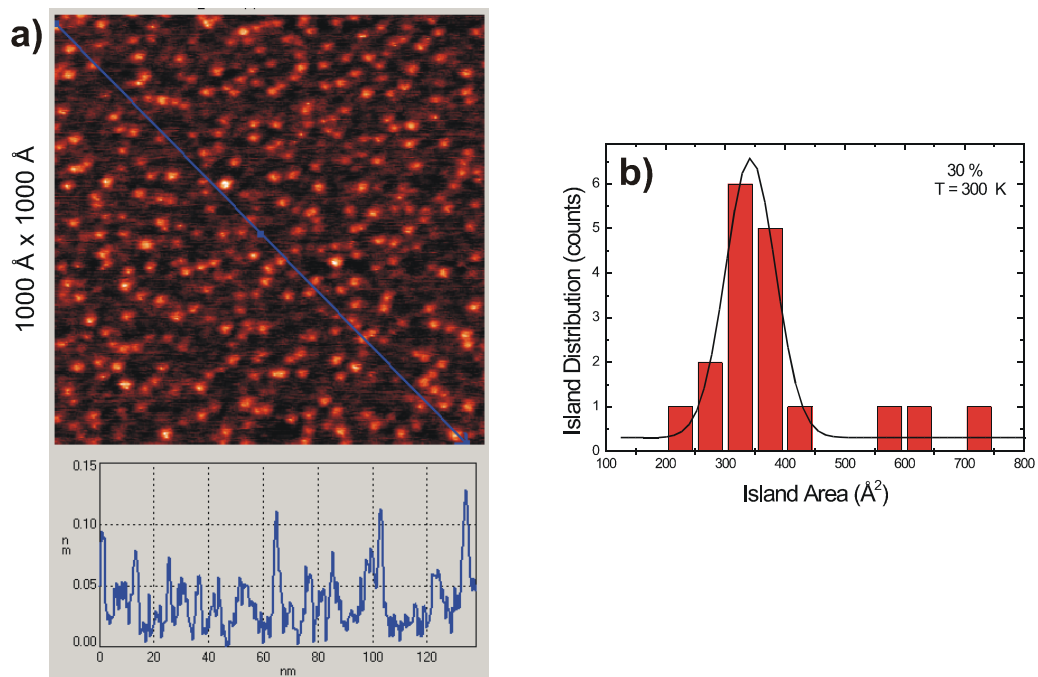 a)
1000 Å x 1000 Å
0.15
0.10
0.05
0.00
nm
0 20 40 60 80 100 120
nm
b)
30 %
T = 300 K
Island Distribution (counts)
6
5
4
3
2
1
0
100 200 300 400 500 600 700 800
Island Area (Å²)